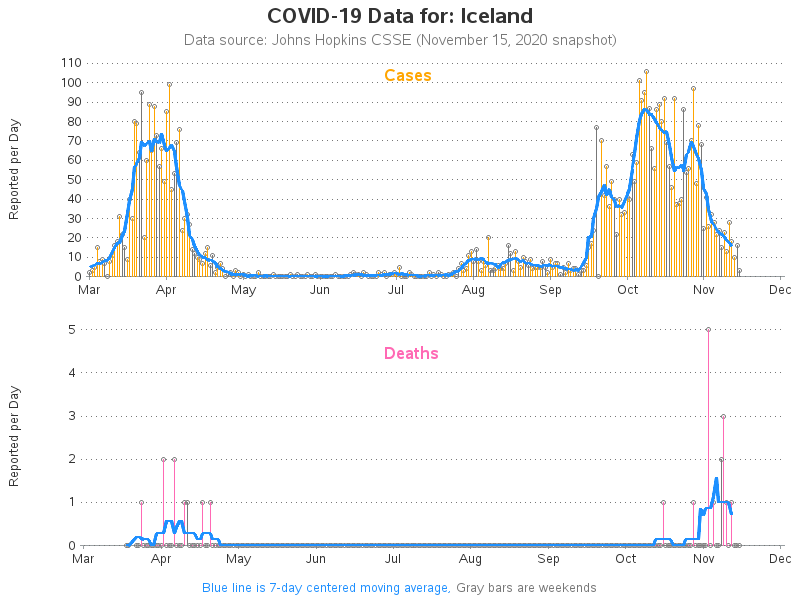 COVID-19 Data for: Iceland
Data source: Johns Hopkins CSSE (November 15, 2020 snapshot)
Cases
Reported per Day
110
100
90
80
70
60
50
40
30
20
10
0
Mar Apr May Jun Jul Aug Sep Oct Nov Dec
Deaths
Reported per Day
5
4
3
2
1
0
Mar Apr May Jun Jul Aug Sep Oct Nov Dec
Blue line is 7-day centered moving average, Gray bars are weekends